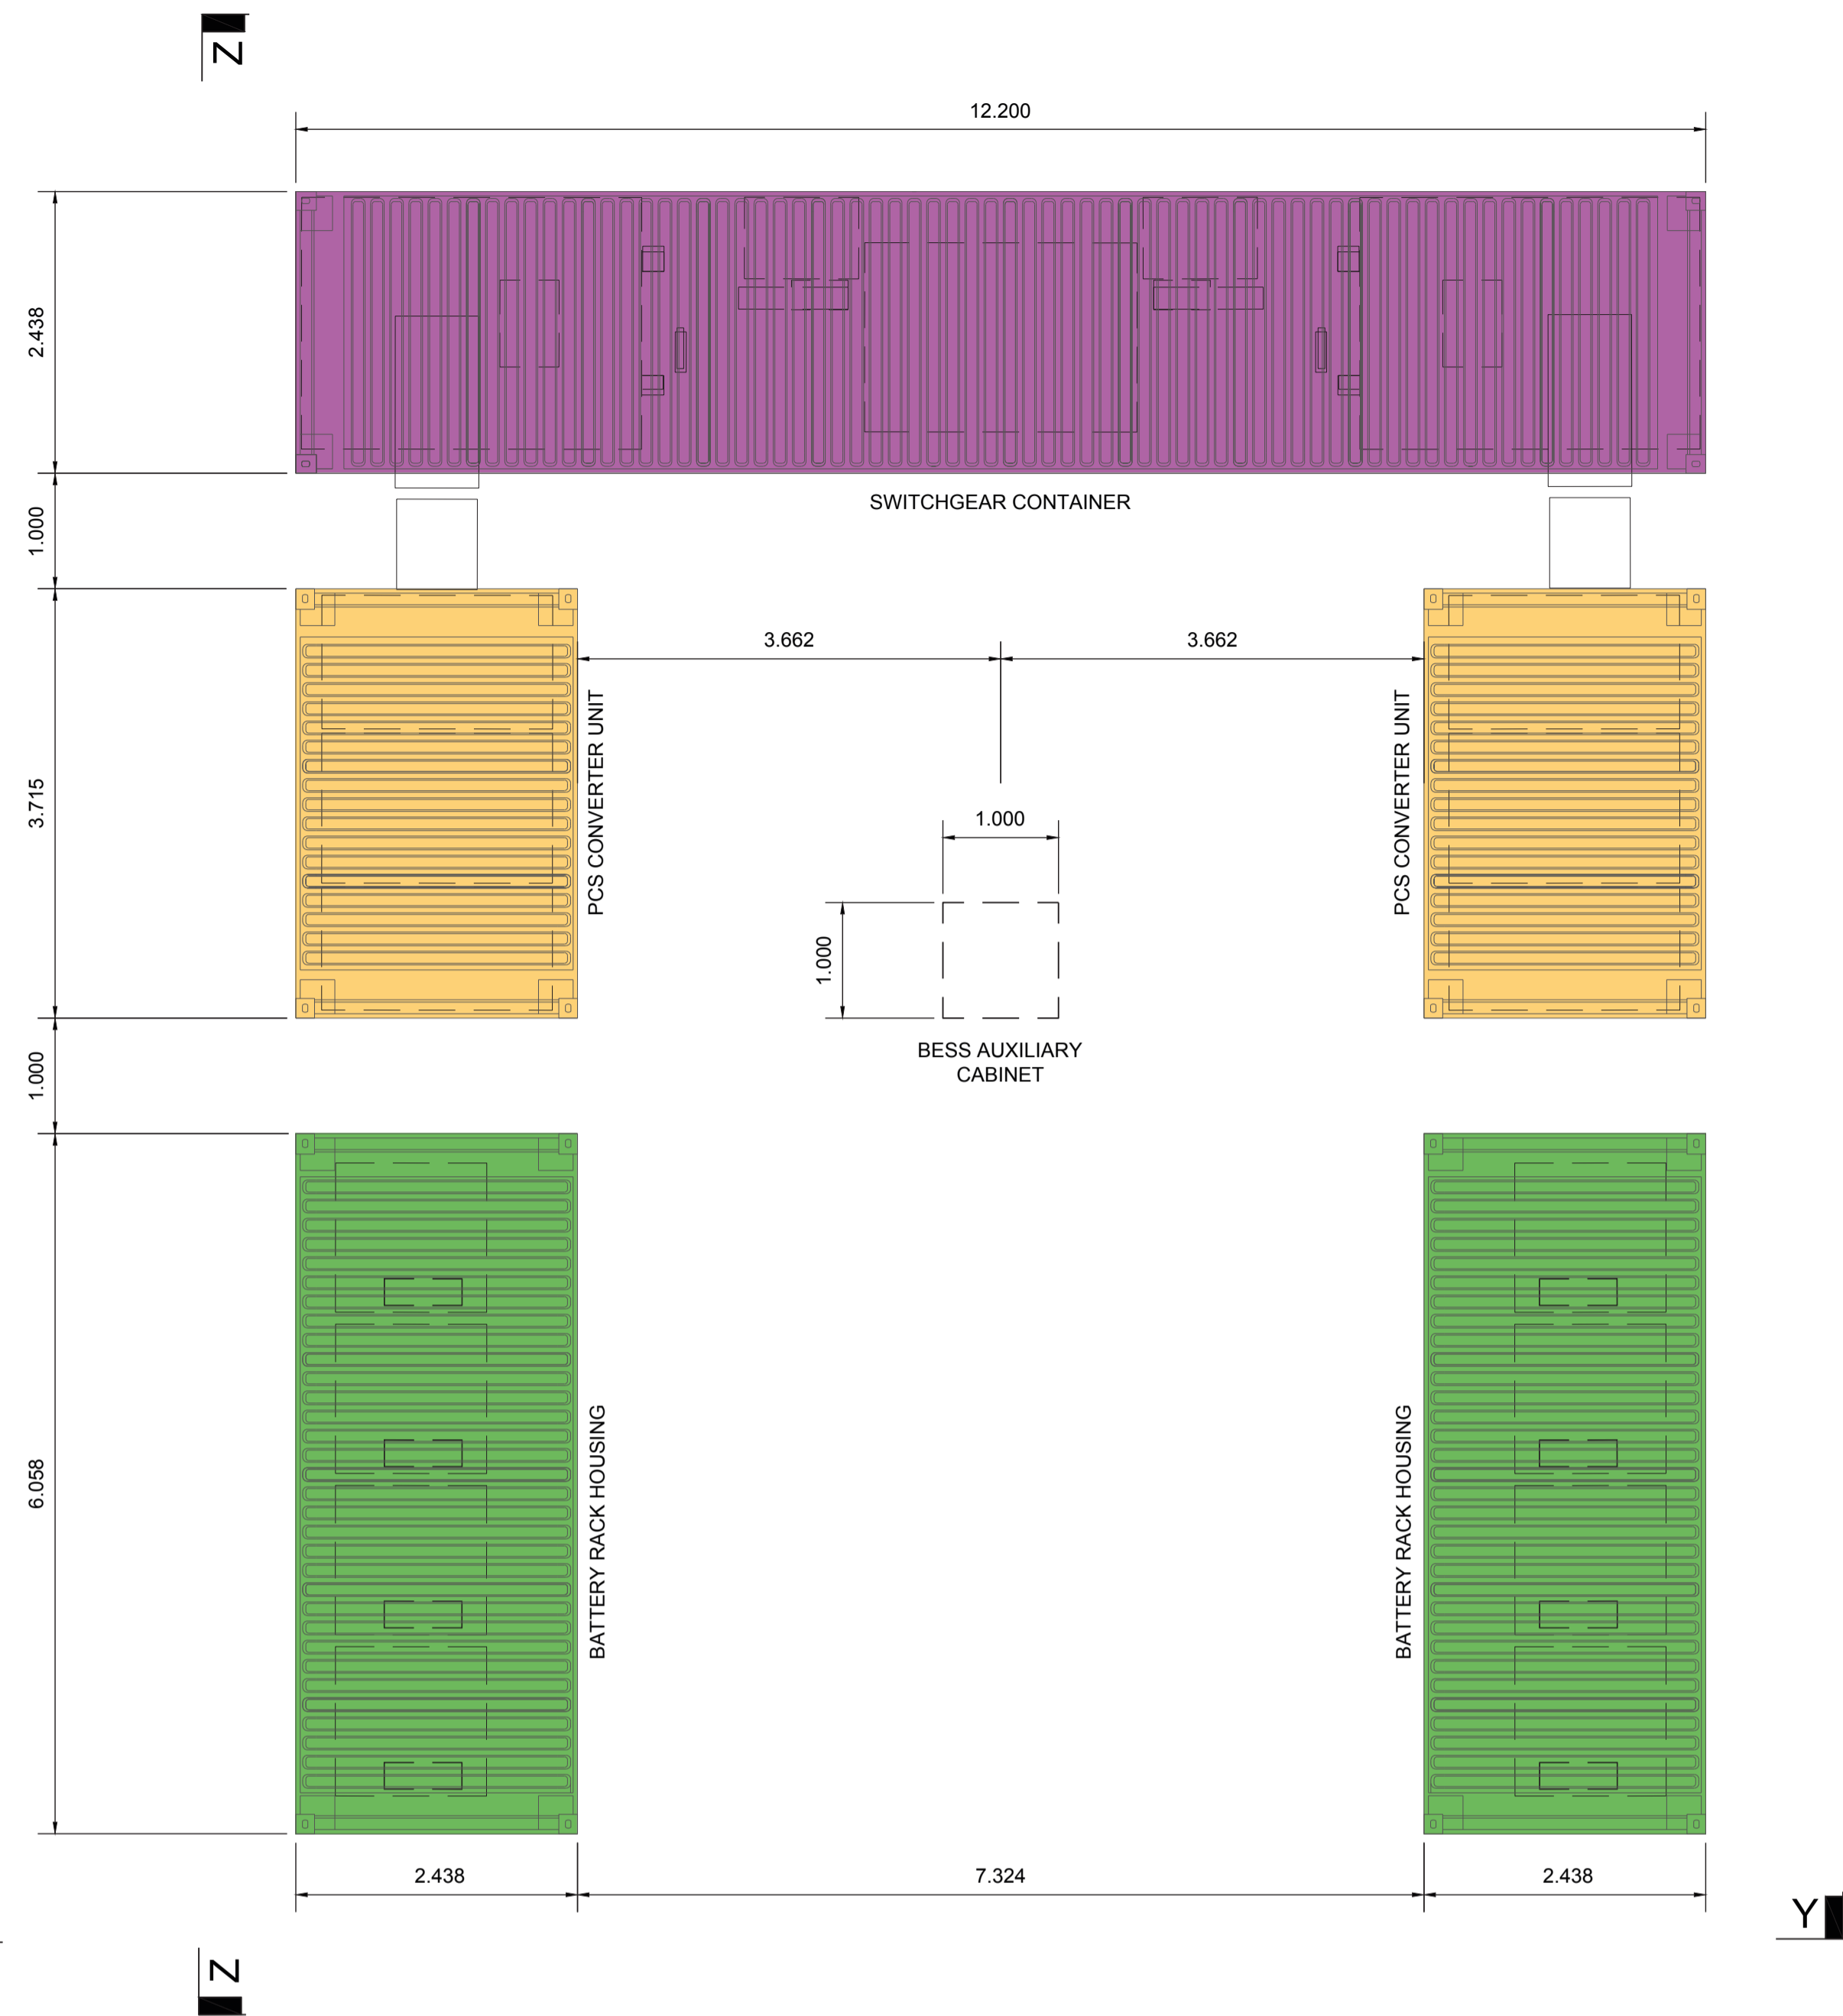 Z
12.200
2.438
SWITCHGEAR CONTAINER
1.000
3.662
3.662
PCS CONVERTER UNIT
PCS CONVERTER UNIT
3.715
1.000
1.000
BESS AUXILIARY
CABINET
1.000
6.058
BATTERY RACK HOUSING
BATTERY RACK HOUSING
2.438
7.324
2.438
Y
Z